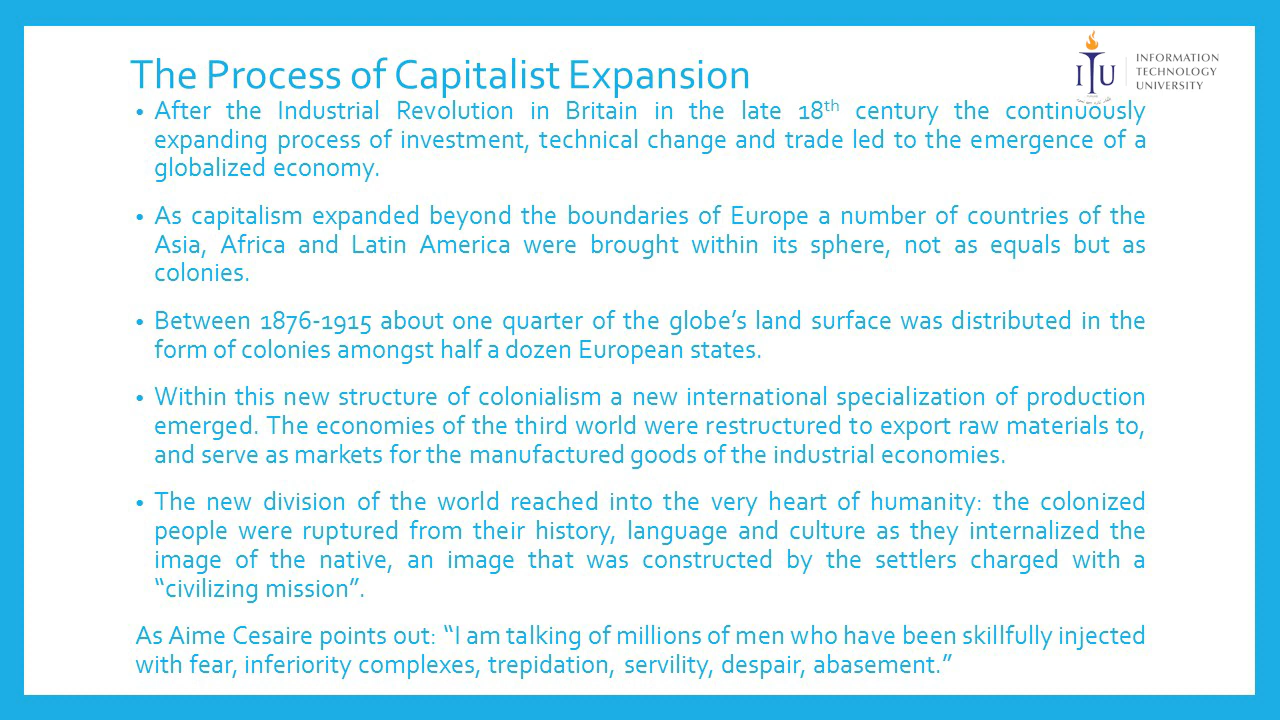 The Process of Capitalist Expansion
ITU
INFORMATION
TECHNOLOGY
UNIVERSITY
• After the Industrial Revolution in Britain in the late 18th century the continuously
expanding process of investment, technical change and trade led to the emergence of a
globalized economy.
• As capitalism expanded beyond the boundaries of Europe a number of countries of the
Asia, Africa and Latin America were brought within its sphere, not as equals but as
colonies.
• Between 1876-1915 about one quarter of the globe’s land surface was distributed in the
form of colonies amongst half a dozen European states.
• Within this new structure of colonialism a new international specialization of production
emerged. The economies of the third world were restructured to export raw materials to,
and serve as markets for the manufactured goods of the industrial economies.
• The new division of the world reached into the very heart of humanity: the colonized
people were ruptured from their history, language and culture as they internalized the
image of the native, an image that was constructed by the settlers charged with a
“civilizing mission”.
As Aime Cesaire points out: “I am talking of millions of men who have been skillfully injected
with fear, inferiority complexes, trepidation, servility, despair, abasement.”